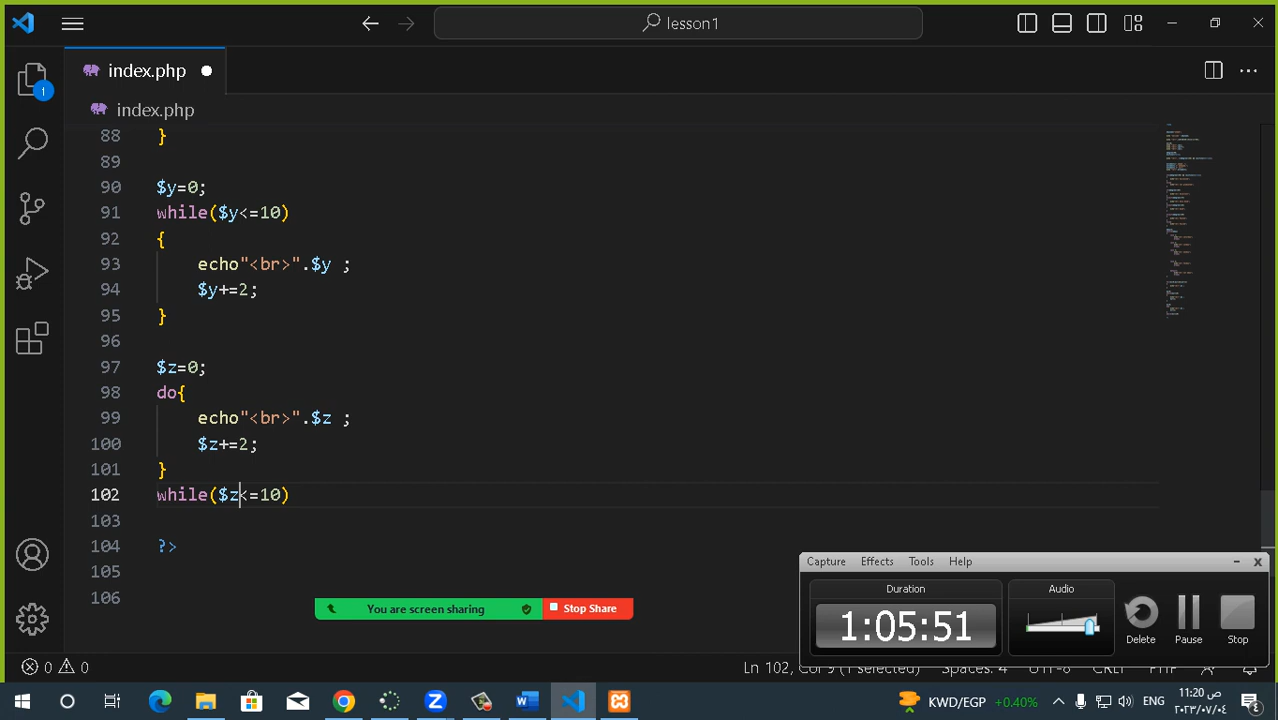 lesson1
index.php
1
index.php
88 }
89
90 $y=0;
91 while($y<=10)
92 {
93 echo"<br>".$y ;
94 $y+=2;
95 }
96
97 $z=0;
98 do{
99 echo"<br>".$z ;
100 $z+=2;
101 }
102 while($z<=10)
103
104 ?>
105
106
Capture Effects Tools Help
Duration Audio
1:05:51
Delete Pause Stop
You are screen sharing Stop Share
0 0 Ln 102, Col 9 (1 selected) Spaces: 4 UTF-8 CRLF PHP
KWD/EGP +0.40% ENG ص 11:20
٢٠٢٣/٠٧/٠٤